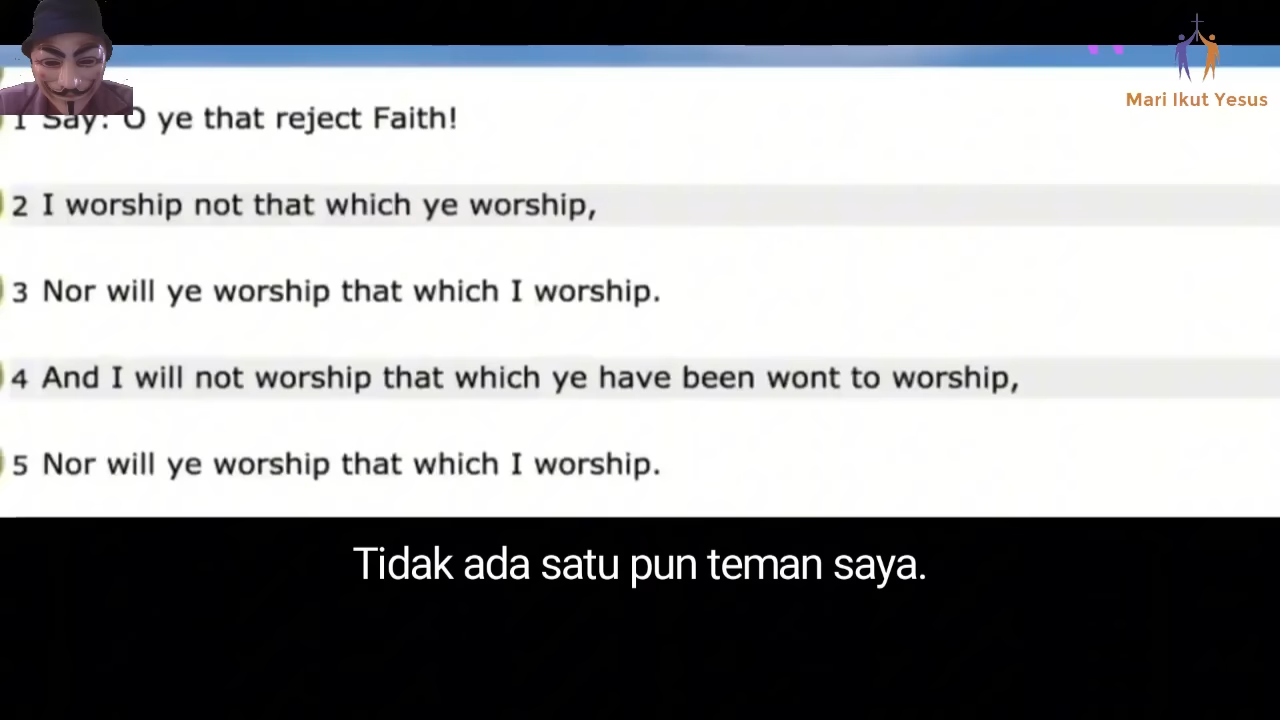 Mari Ikut Yesus
1 Say: O ye that reject Faith!
2 I worship not that which ye worship,
3 Nor will ye worship that which I worship.
4 And I will not worship that which ye have been wont to worship,
5 Nor will ye worship that which I worship.
Tidak ada satu pun teman saya.